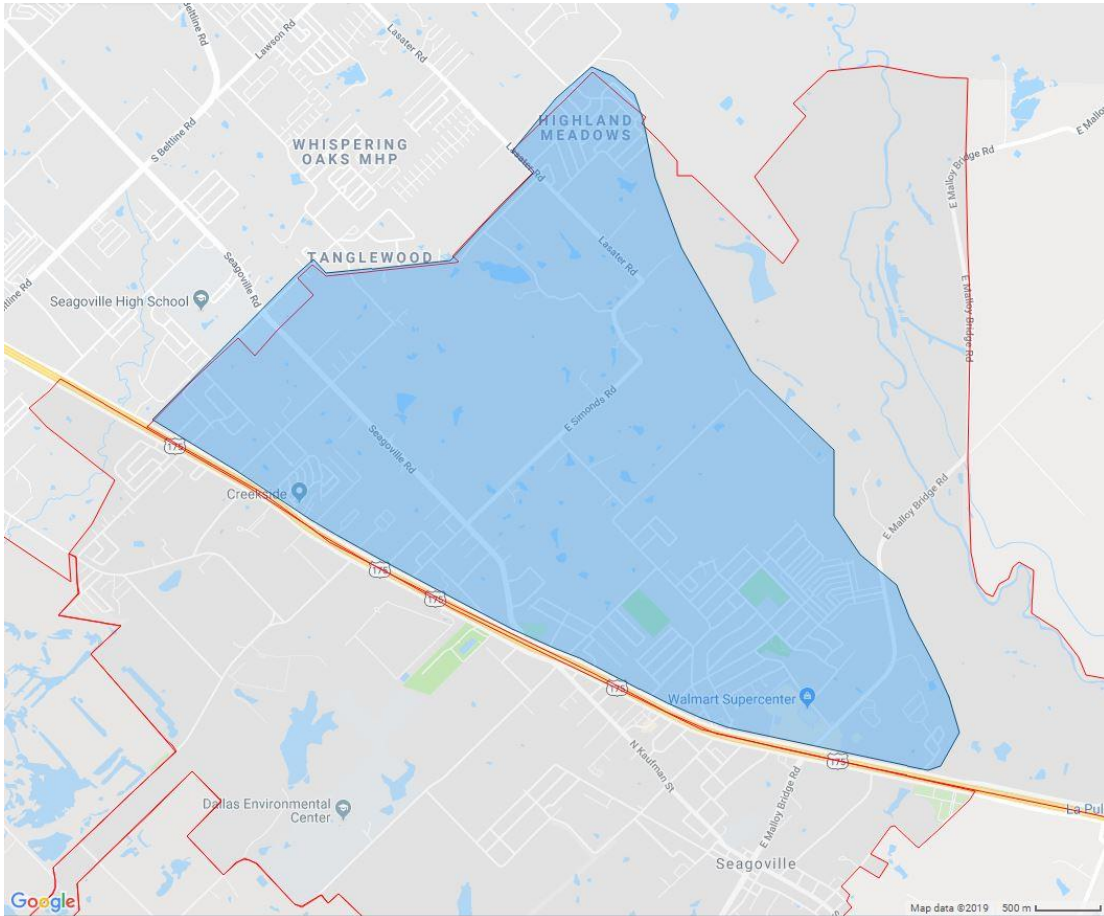 Beltline Rd
Lawson Rd
Lasater Rd
S Beltline Rd
WHISPERING
OAKS MHP
HIGHLAND
MEADOWS
Lasater Rd
E Malloy
E Malloy Bridge Rd
E Malloy Bridge Rd
Seagoville Rd
TANGLEWOOD
Lasater Rd
Seagoville High School
Beltline Rd
E Malloy Bridge Rd
E Simonds Rd
175
Seagoville Rd
Creekside
E Malloy Bridge Rd
175
175
175
Walmart Supercenter
N Kaufman St
175
E Malloy Bridge Rd
Dallas Environmental
Center
La Pul
Seagoville
Google
Map data ©2019 500 m